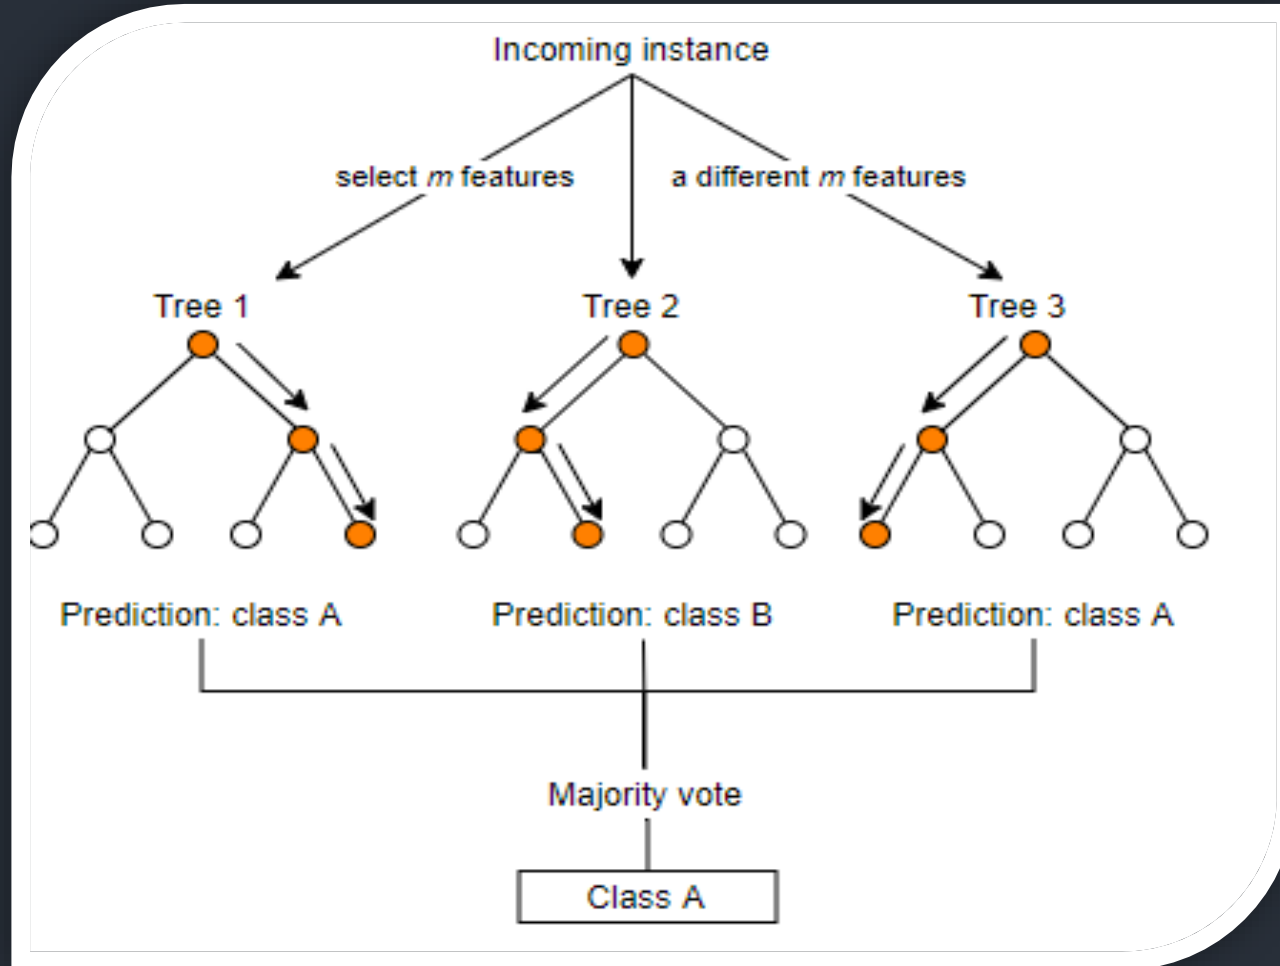 Incoming instance
select m features
a different m features
Tree 1
Tree 2
Tree 3
Prediction: class A
Prediction: class B
Prediction: class A
Majority vote
Class A